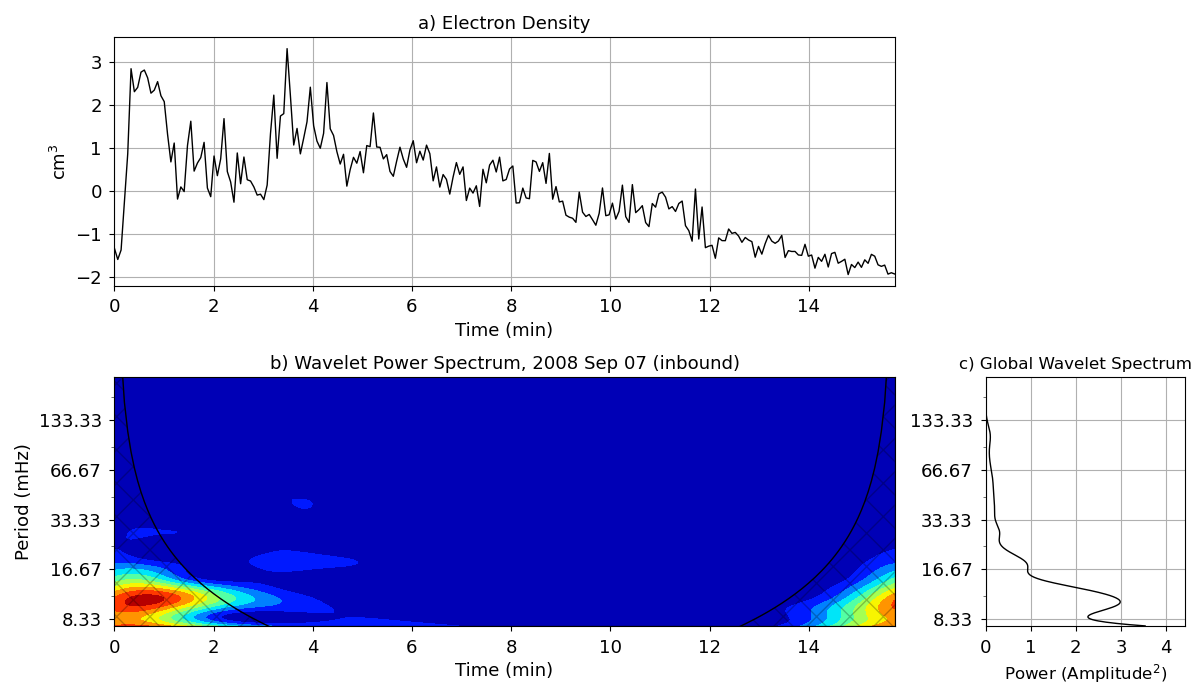 a) Electron Density
3
2
1
0
−1
−2
cm³
0 2 4 6 8 10 12 14
Time (min)
b) Wavelet Power Spectrum, 2008 Sep 07 (inbound)
133.33
66.67
33.33
16.67
8.33
Period (mHz)
0 2 4 6 8 10 12 14
Time (min)
c) Global Wavelet Spectrum
133.33
66.67
33.33
16.67
8.33
0 1 2 3 4
Power (Amplitude²)